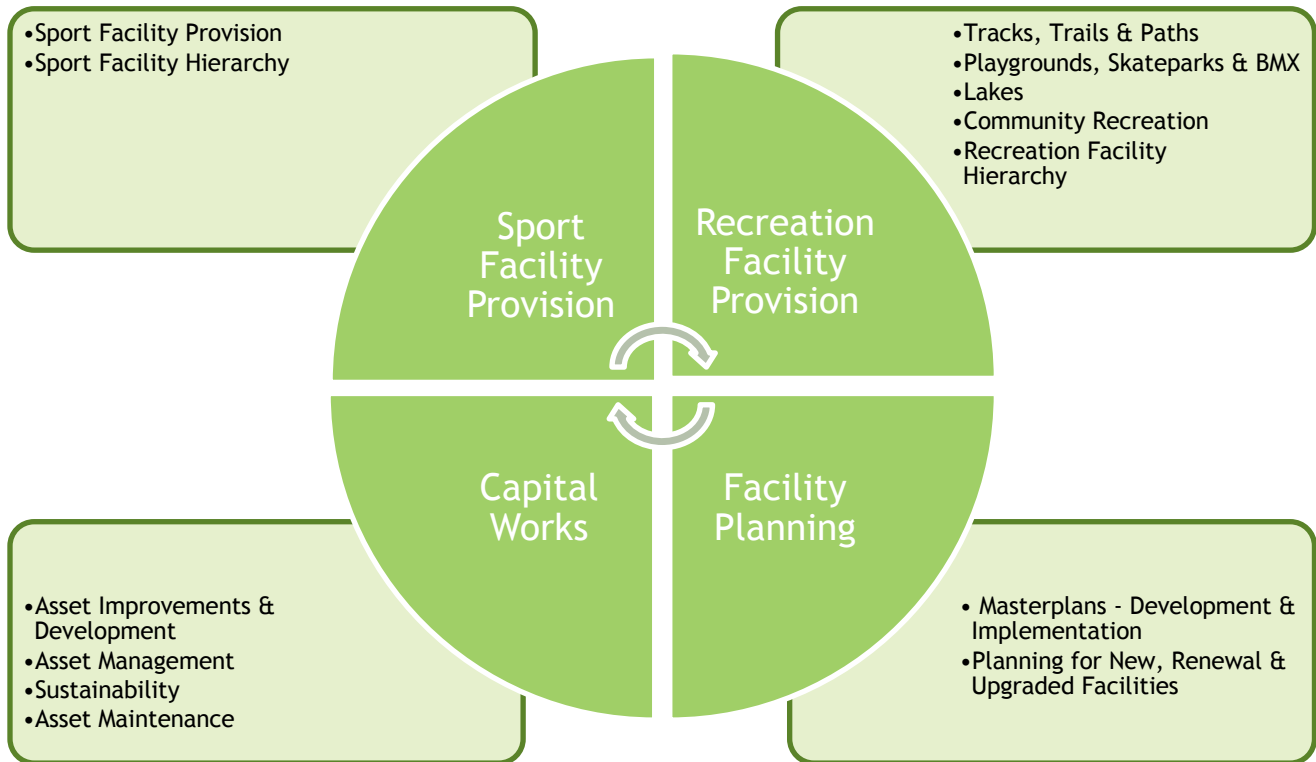 •Sport Facility Provision
•Sport Facility Hierarchy
•Tracks, Trails & Paths
•Playgrounds, Skateparks & BMX
•Lakes
•Community Recreation
•Recreation Facility
Hierarchy
Sport
Facility
Provision
Recreation
Facility
Provision
Capital
Works
Facility
Planning
•Asset Improvements &
Development
•Asset Management
•Sustainability
•Asset Maintenance
• Masterplans - Development &
Implementation
•Planning for New, Renewal &
Upgraded Facilities